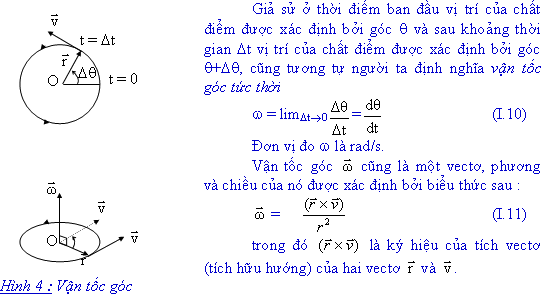 v⃗
t = Δt
r⃗
Δθ
O
t = 0
ω⃗
v⃗
O
r
v⃗
Hình 4 : Vận tốc góc
Giả sử ở thời điểm ban đầu vị trí của chất
điểm được xác định bởi góc θ và sau khoảng thời
gian Δt vị trí của chất điểm được xác định bởi góc
θ+Δθ, cũng tương tự người ta định nghĩa vận tốc
góc tức thời
ω = lim_{Δt→0} Δθ/Δt = dθ/dt (I.10)
Đơn vị đo ω là rad/s.
Vận tốc góc ω⃗ cũng là một vectơ, phương
và chiều của nó được xác định bởi biểu thức sau :
ω⃗ = (r⃗ × v⃗)/r² (I.11)
trong đó (r⃗ × v⃗) là ký hiệu của tích vectơ
(tích hữu hướng) của hai vectơ r⃗ và v⃗.